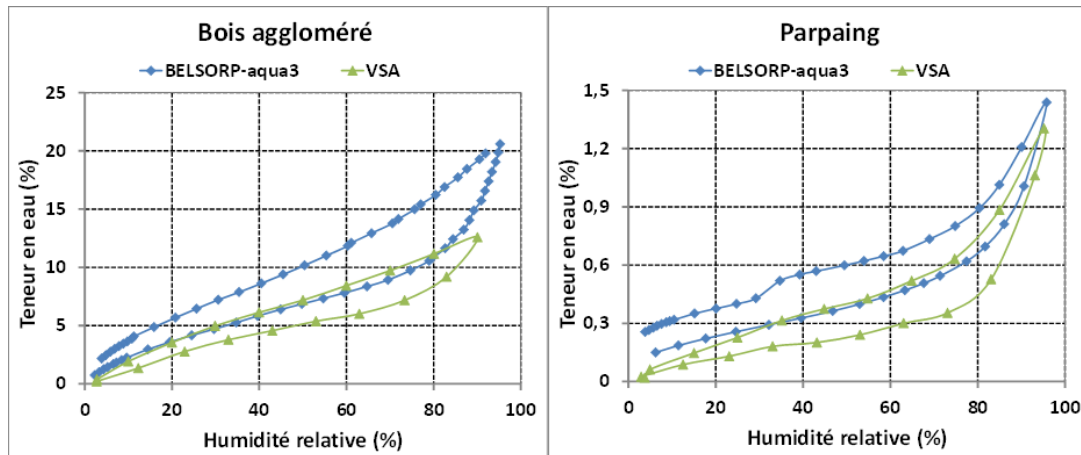 Bois aggloméré
BELSORP-aqua3 VSA
25
20
15
10
5
0
0 20 40 60 80 100
Teneur en eau (%)
Humidité relative (%)
Parpaing
BELSORP-aqua3 VSA
1,5
1,2
0,9
0,6
0,3
0
0 20 40 60 80 100
Teneur en eau (%)
Humidité relative (%)